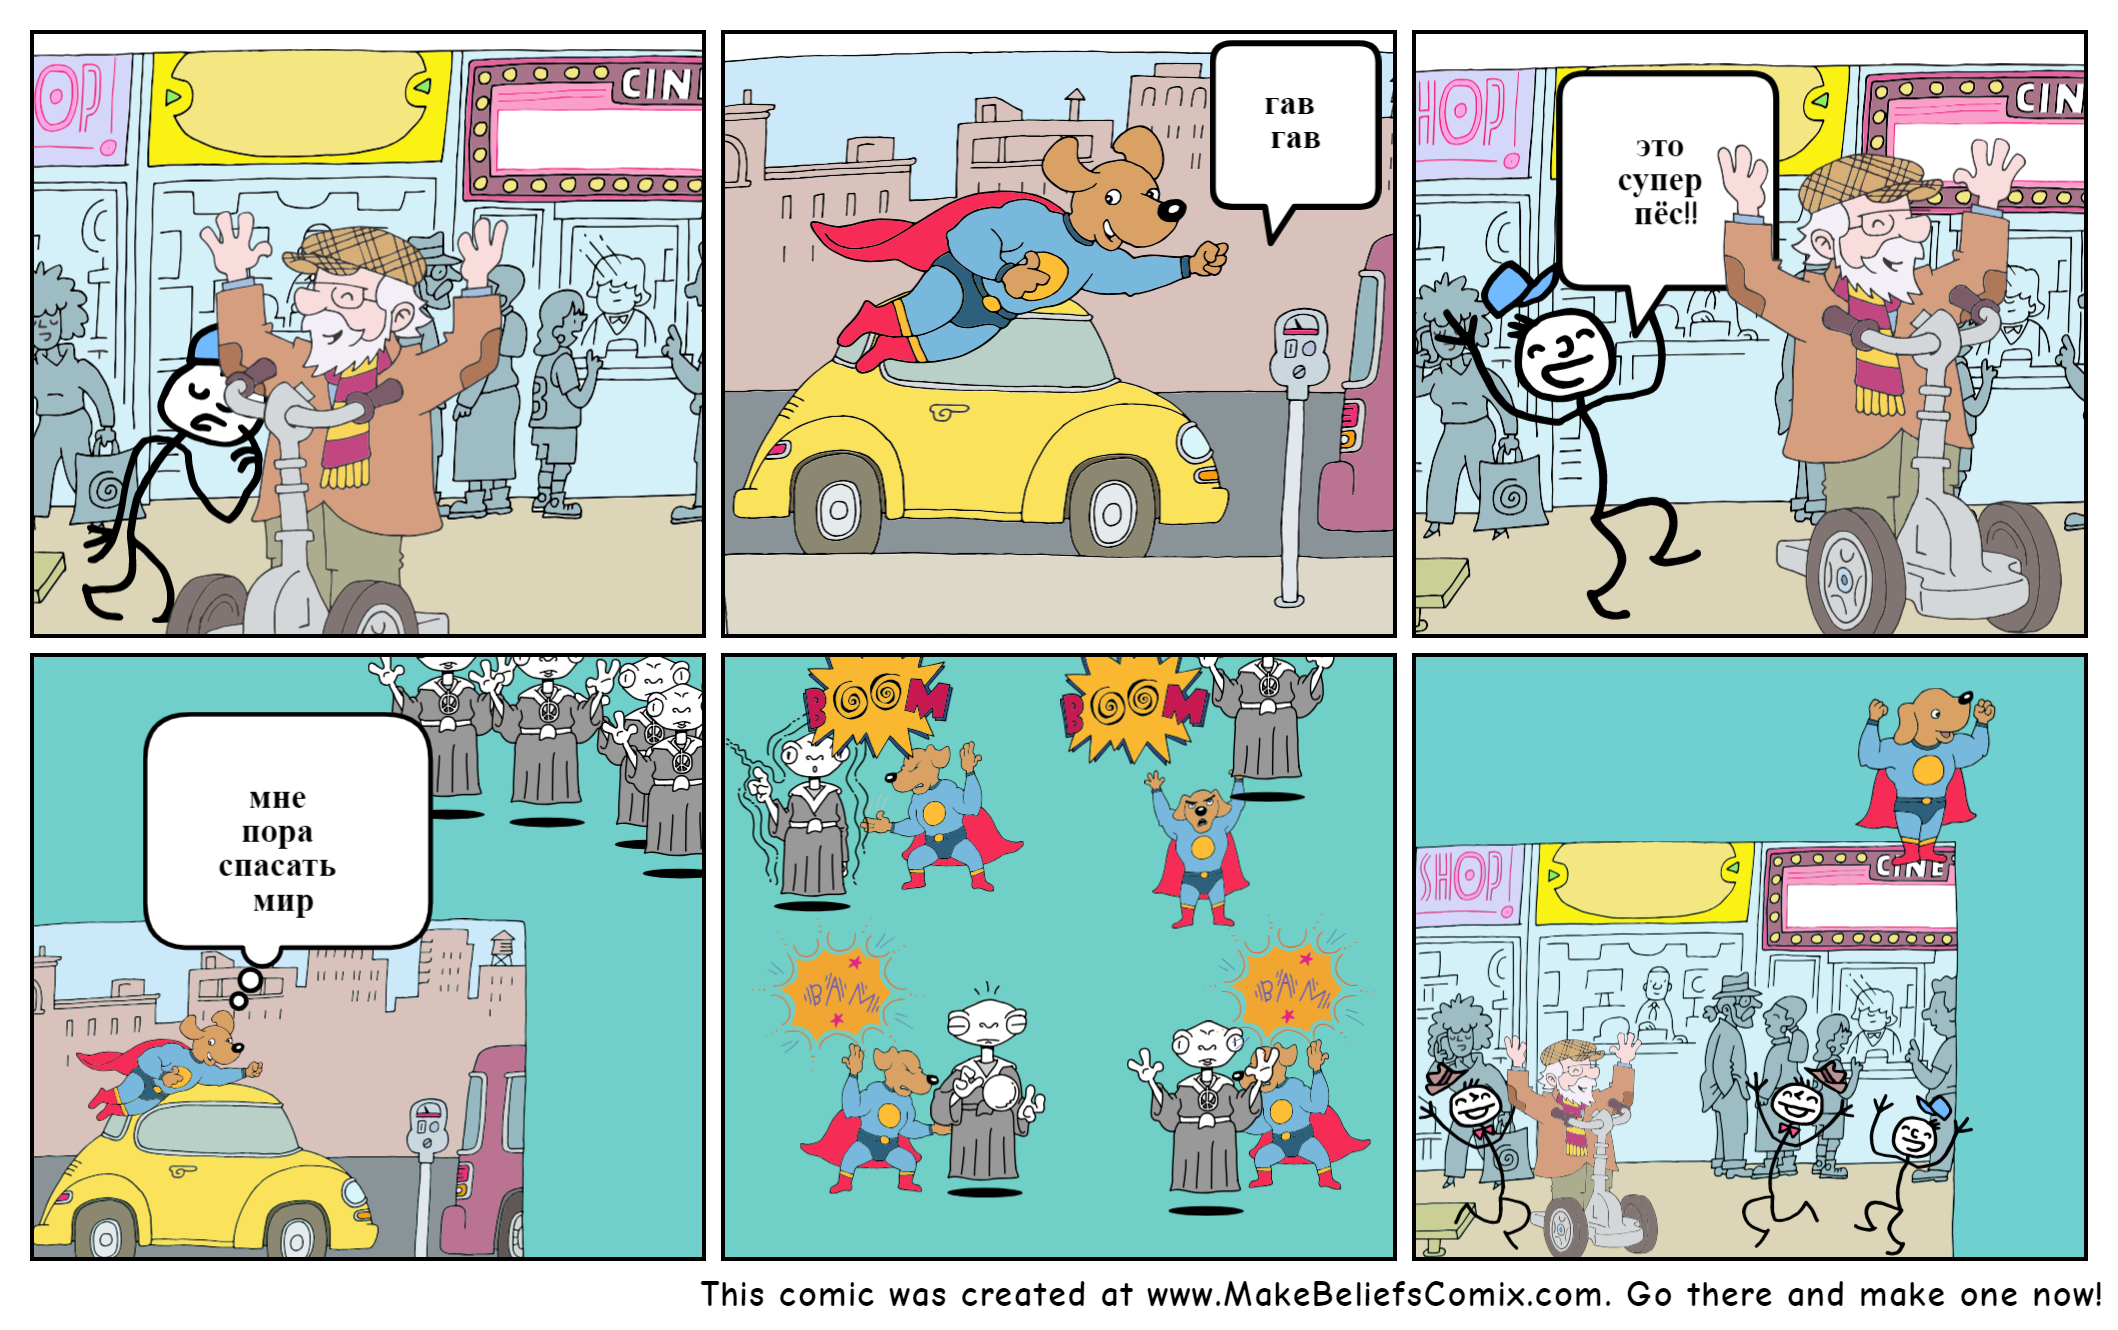 OP!
CINE
гав
гав
HOP!
CIN
это
супер
пёс!!
мне
пора
спасать
мир
BOOM
BOOM
BAM
BAM
SHOP!
CINE
This comic was created at www.MakeBeliefsComix.com. Go there and make one now!